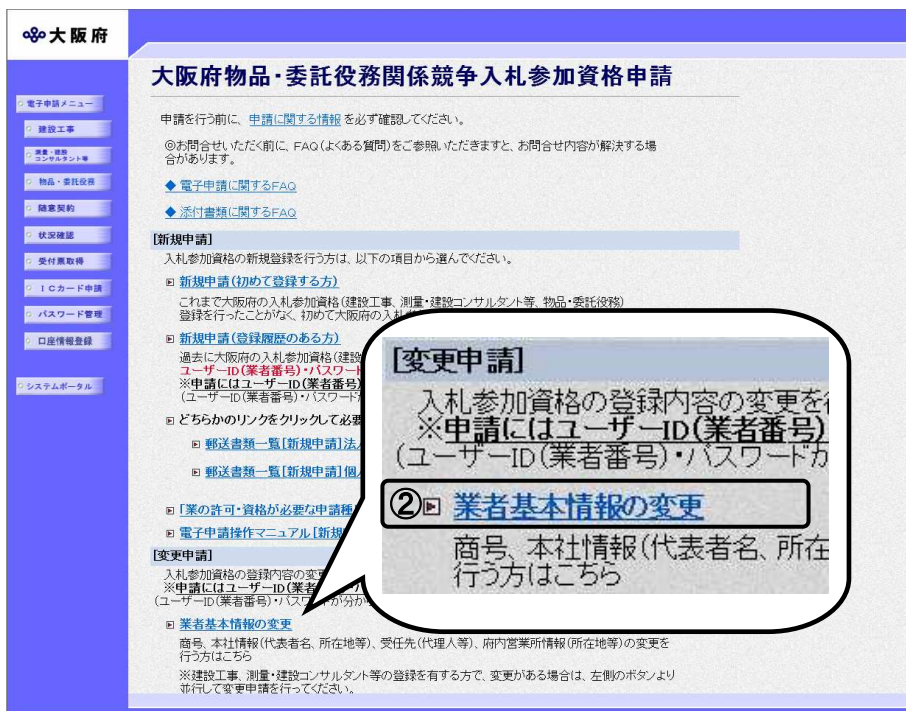 大阪府
大阪府物品・委託役務関係競争入札参加資格申請
電子申請メニュー
建設工事
測量・建設
コンサルタント等
物品・委託役務
随意契約
状況確認
受付票取得
ICカード申請
パスワード管理
口座情報登録
システムポータル
申請を行う前に、申請に関する情報 を必ず確認してください。
◎お問合せいただく前に、FAQ(よくある質問)をご参照いただきますと、お問合せ内容が解決する場
合があります。
◆ 電子申請に関するFAQ
◆ 添付書類に関するFAQ
[新規申請]
入札参加資格の新規登録を行う方は、以下の項目から選んでください。
新規申請(初めて登録する方)
これまで大阪府の入札参加資格(建設工事、測量・建設コンサルタント等、物品・委託役務)
登録を行ったことがなく、初めて大阪府の入札
新規申請(登録履歴のある方)
過去に大阪府の入札参加資格(建設
ユーザーID(業者番号)・パスワー
※申請にはユーザーID(業者番号)
(ユーザーID(業者番号)・パスワード
どちらかのリンクをクリックして必要
郵送書類一覧[新規申請]法
郵送書類一覧[新規申請]個
「業の許可・資格が必要な申請種
電子申請操作マニュアル[新規
[変更申請]
入札参加資格の登録内容の変更
※申請にはユーザーID(業者
(ユーザーID(業者番号)・パス
が分か
業者基本情報の変更
商号、本社情報(代表者名、所在地等)、受任先(代理人等)、府内営業所情報(所在地等)の変更を
行う方はこちら
※建設工事、測量・建設コンサルタント等の登録を有する方で、変更がある場合は、左側のボタンより
並行して変更申請を行ってください。
[変更申請]
入札参加資格の登録内容の変更を
※申請にはユーザーID(業者番号)
(ユーザーID(業者番号)・パスワードが
② 業者基本情報の変更
商号、本社情報(代表者名、所在
行う方はこちら